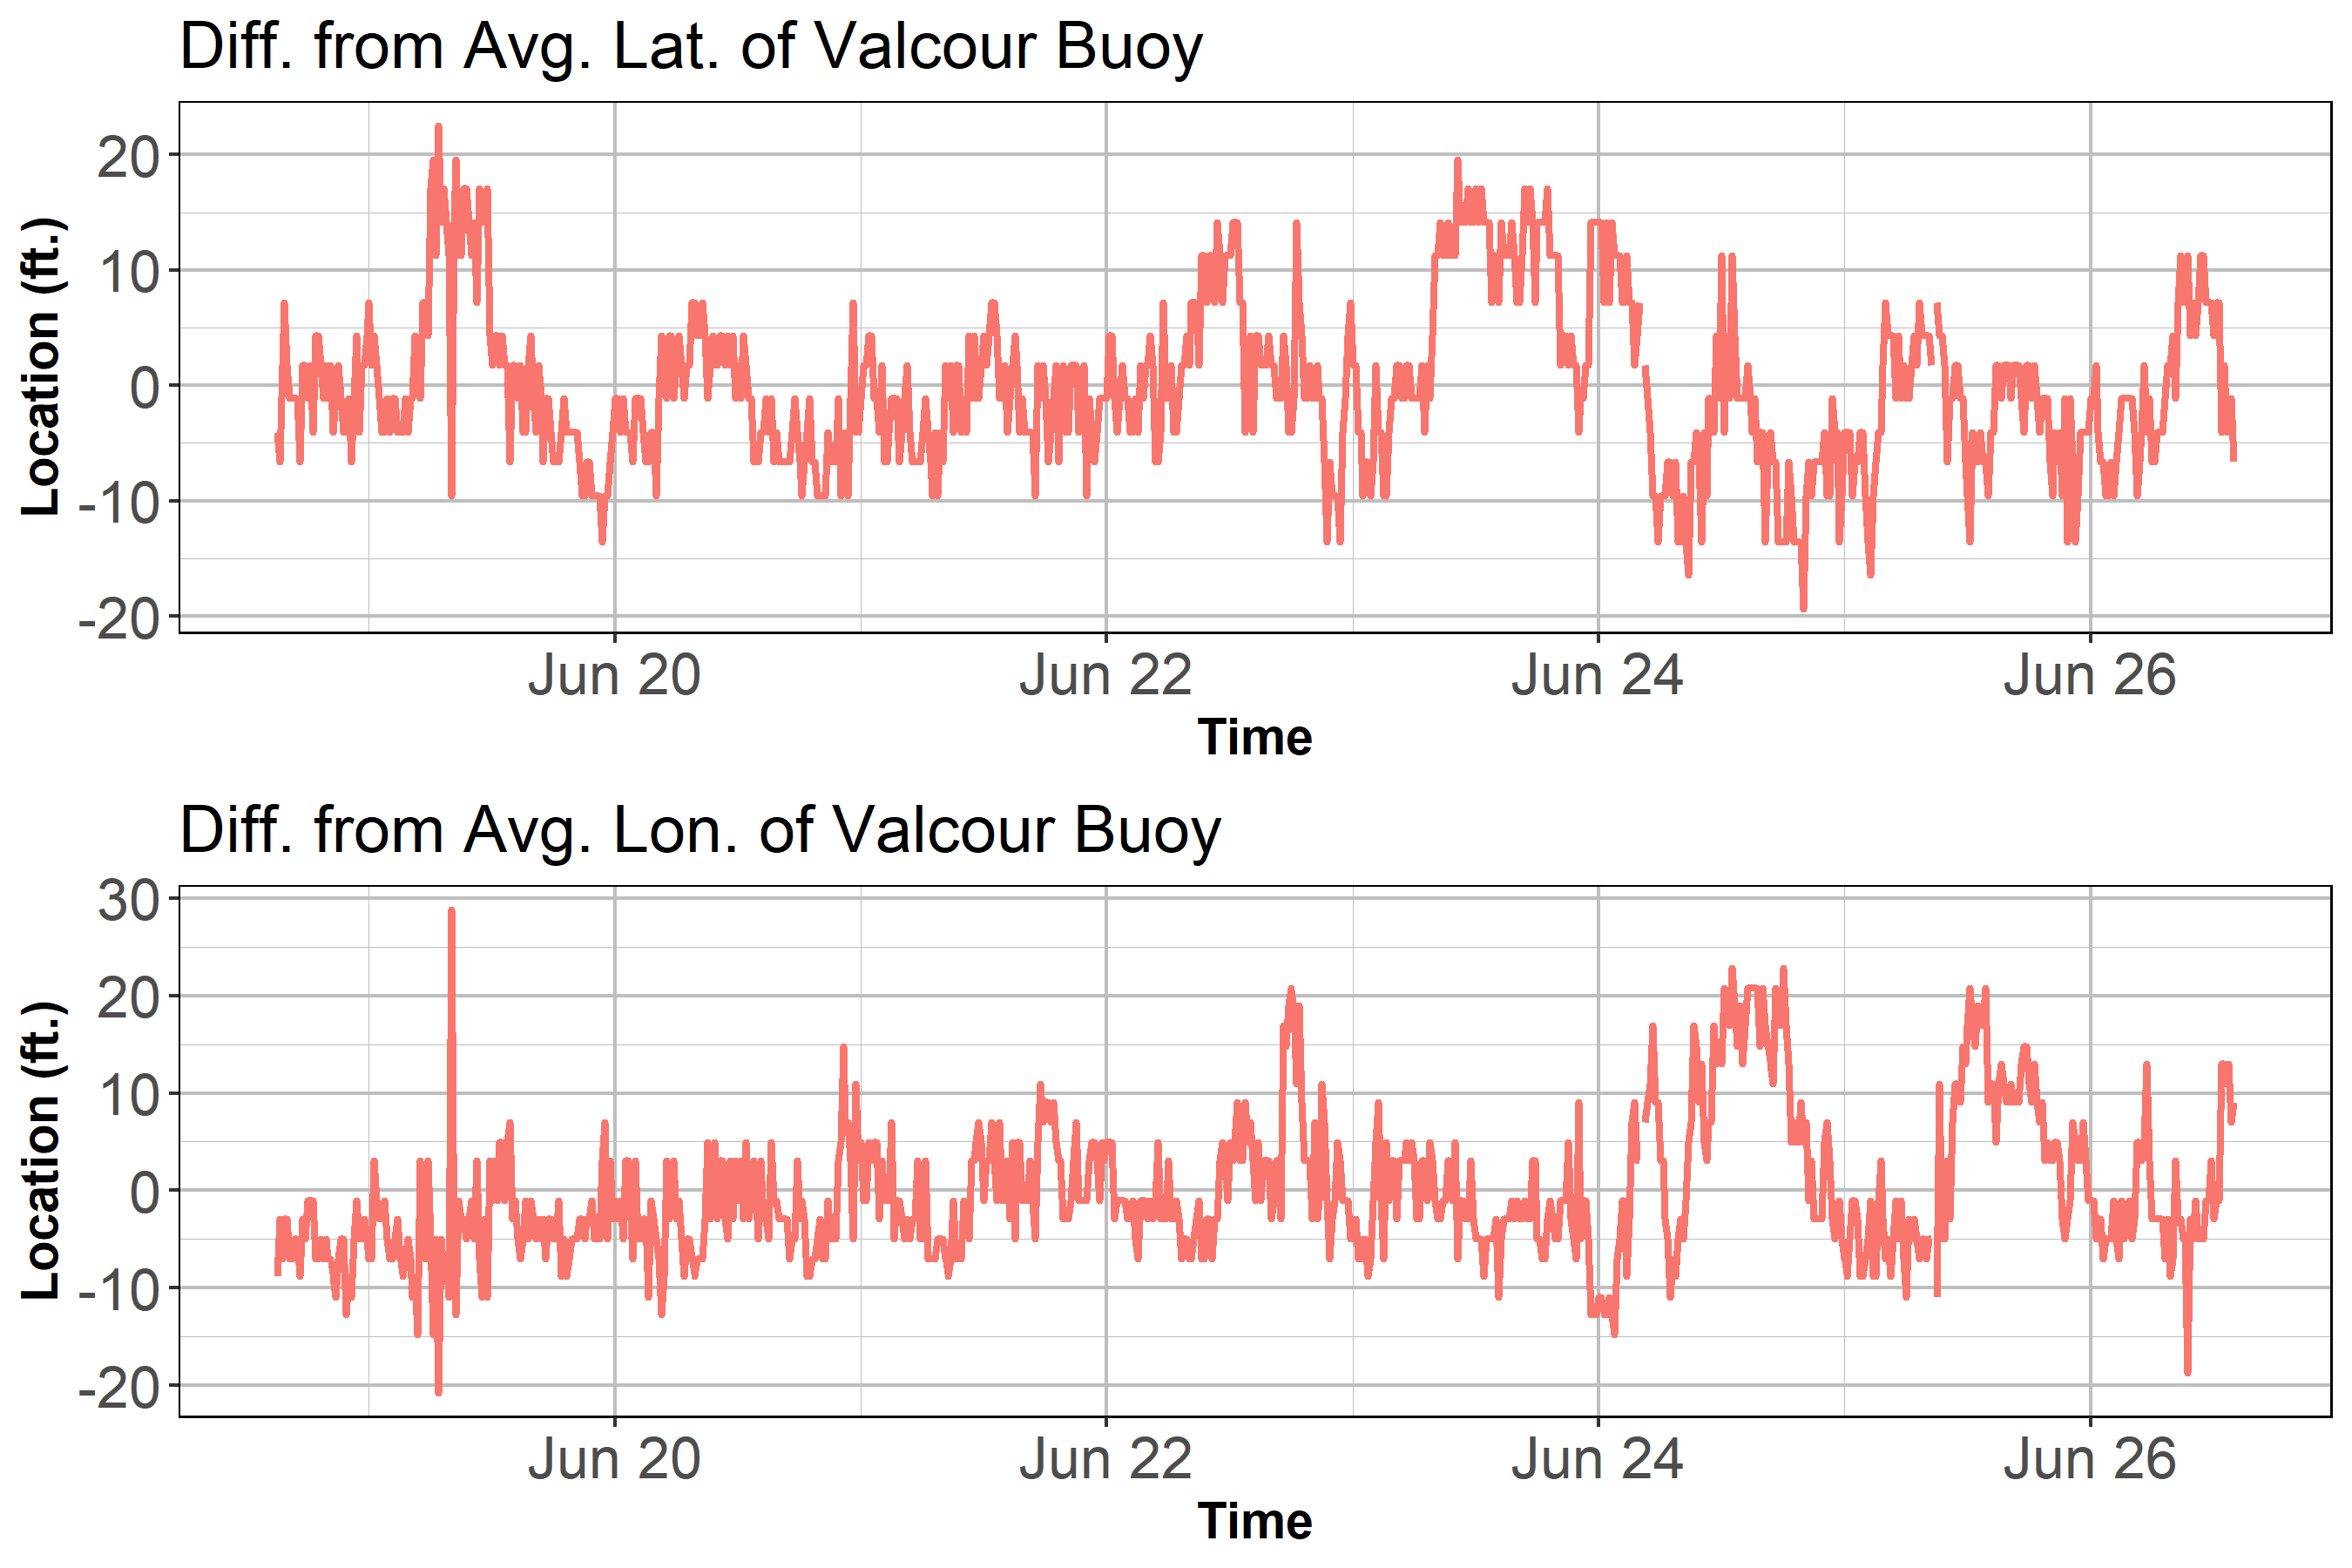 Diff. from Avg. Lat. of Valcour Buoy
Location (ft.)
20
10
0
-10
-20
Jun 20 Jun 22 Jun 24 Jun 26
Time
Diff. from Avg. Lon. of Valcour Buoy
Location (ft.)
30
20
10
0
-10
-20
Jun 20 Jun 22 Jun 24 Jun 26
Time